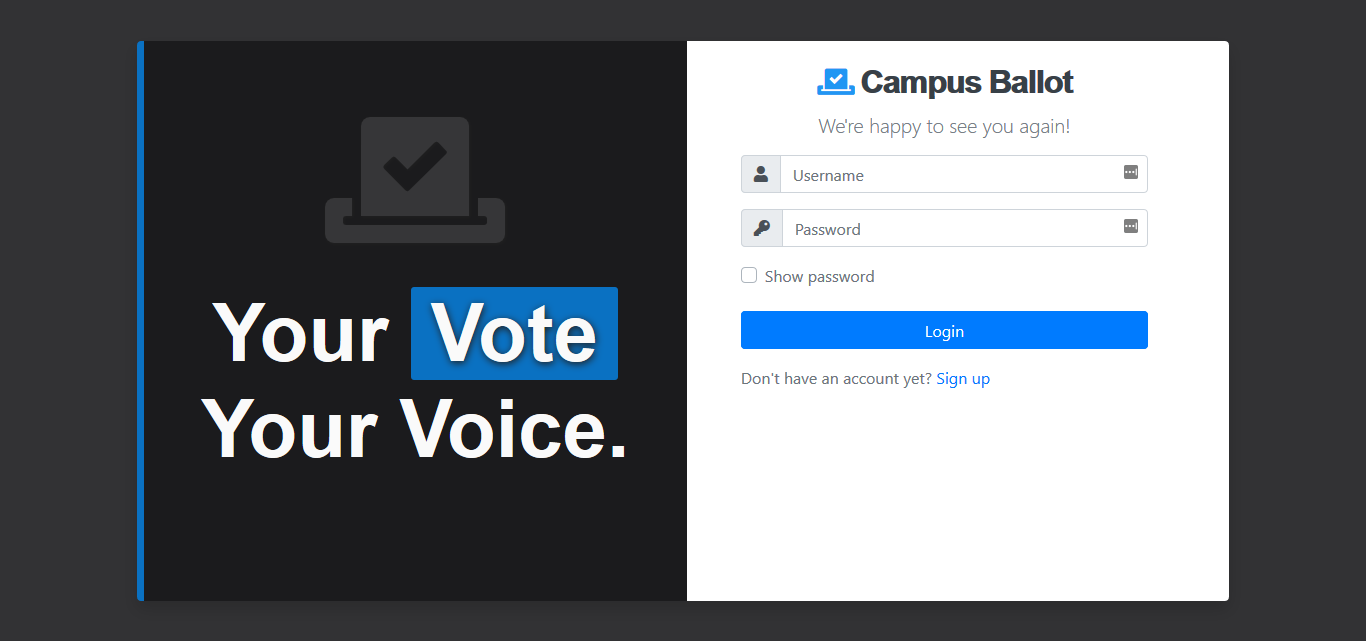 Your Vote
Your Voice.
Campus Ballot
We're happy to see you again!
Username
Password
Show password
Login
Don't have an account yet? Sign up